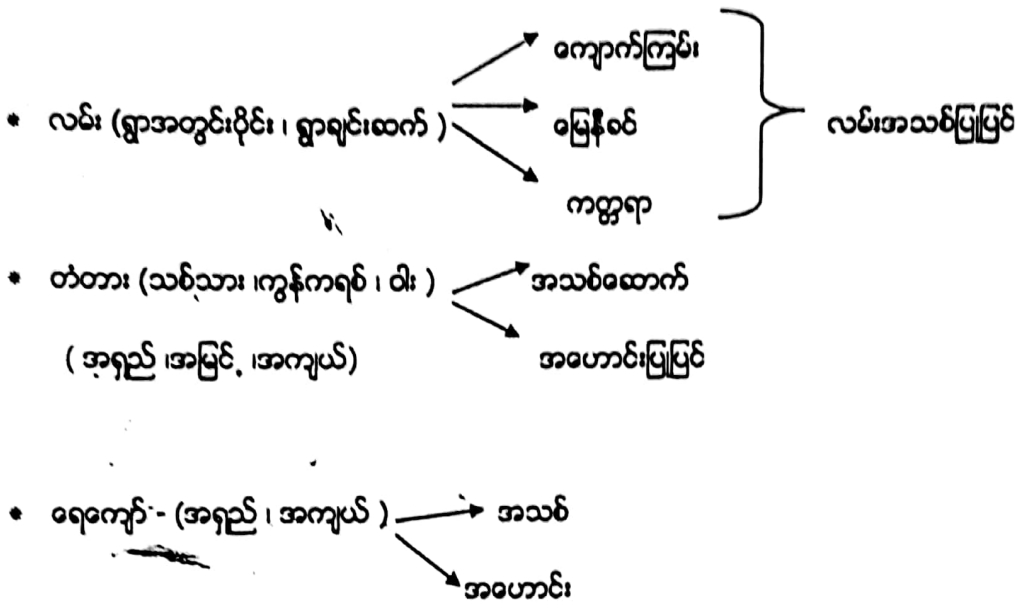 ကျောက်ကြမ်း
* လမ်း (ရွာအတွင်းပိုင်း ၊ ရွာချင်းဆက် ) မြေနီခင် လမ်းအသစ်ပြုပြင်
ကတ္တရာ
* တံတား (သစ်သား ၊ကွန်ကရစ် ၊ ဝါး ) အသစ်ဆောက်
( အရှည် ၊အမြင့် ၊အကျယ်) အဟောင်းပြုပြင်
* ရေကျော် - (အရှည် ၊ အကျယ် ) အသစ်
အဟောင်း